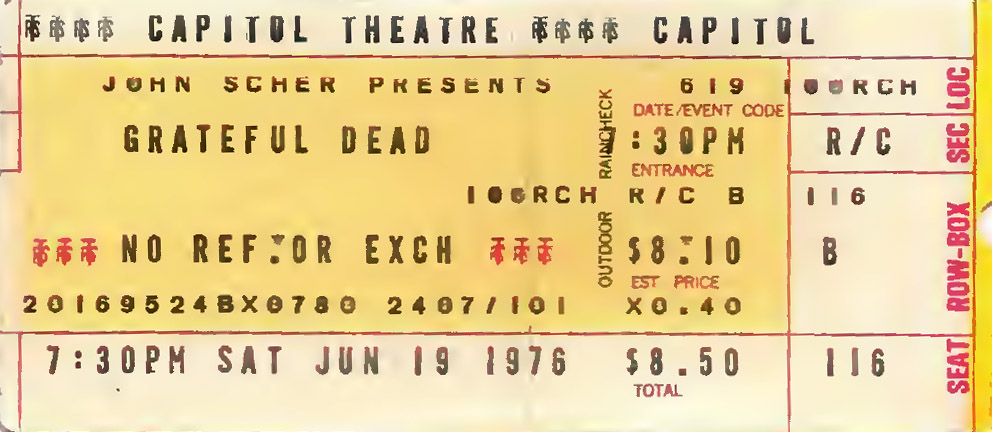 CAPITOL THEATRE CAPITOL
JOHN SCHER PRESENTS 619
DATE/EVENT CODE
GRATEFUL DEAD :30PM R/C
ENTRANCE
RAINCHECK
R/C B 116
OUTDOOR
NO REF. OR EXCH $8.10 B
EST PRICE
20169524BX0780 2407/101 X0.40
7:30PM SAT JUN 19 1976 $8.50 116
TOTAL
SEC LOC
ROW-BOX
SEAT